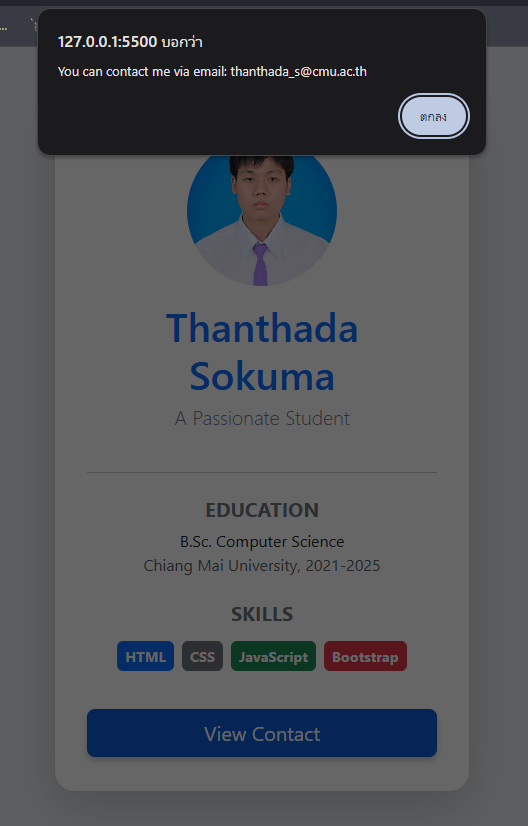 127.0.0.1:5500 บอกว่า
You can contact me via email: thanthada_s@cmu.ac.th
ตกลง
Thanthada
Sokuma
A Passionate Student
EDUCATION
B.Sc. Computer Science
Chiang Mai University, 2021-2025
SKILLS
HTML CSS JavaScript Bootstrap
View Contact